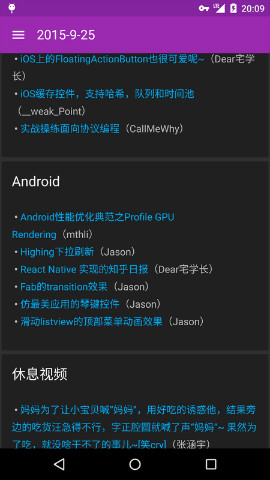 20:09
2015-9-25
• iOS上的FloatingActionButton也很可爱呢~（Dear宅学
长）
• iOS缓存控件，支持哈希，队列和时间池
（__weak_Point）
• 实战操练面向协议编程（CallMeWhy）
Android
• Android性能优化典范之Profile GPU
Rendering（mthli）
• Highing下拉刷新（Jason）
• React Native 实现的知乎日报（Dear宅学长）
• Fab的transition效果（Jason）
• 仿最美应用的琴键控件（Jason）
• 滑动listview的顶部菜单动画效果（Jason）
休息视频
• 妈妈为了让小宝贝喊“妈妈”，用好吃的诱惑他，结果旁
边的吃货汪急得不行，字正腔圆就喊了声“妈妈”~ 果然为
了吃，就没啥干不了的事儿~[笑cry]（张涵宇）